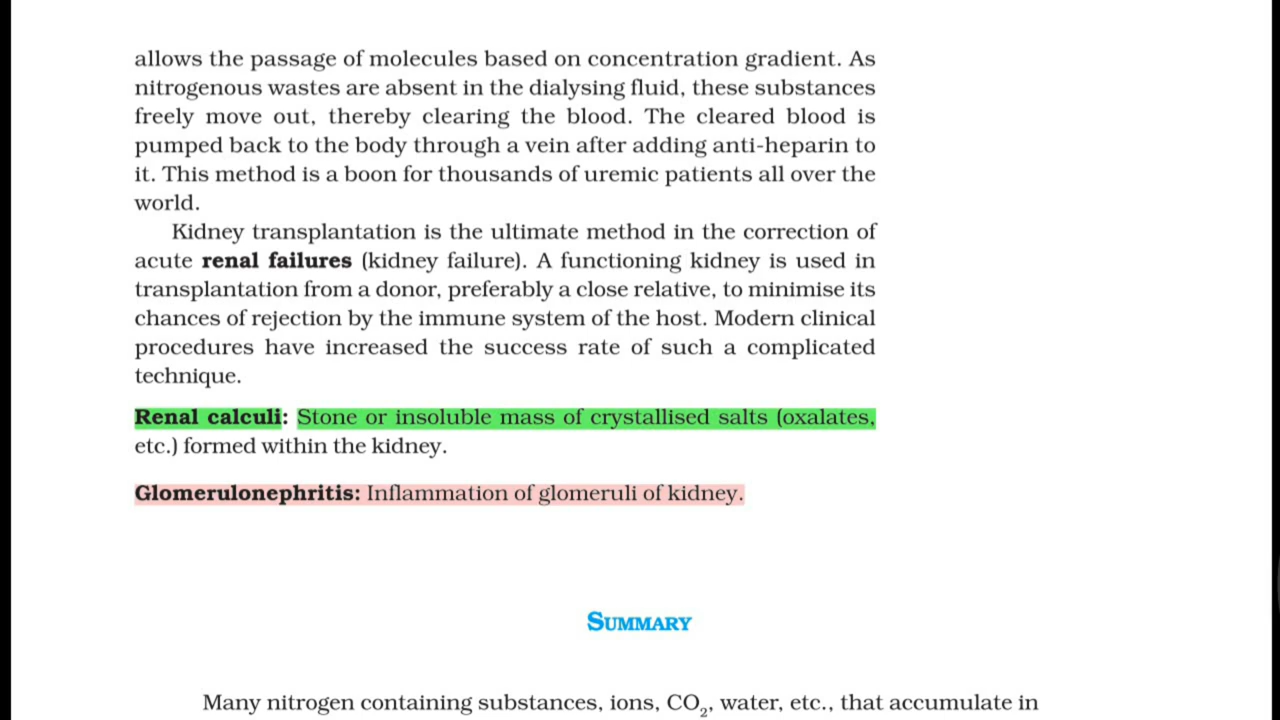 allows the passage of molecules based on concentration gradient. As
nitrogenous wastes are absent in the dialysing fluid, these substances
freely move out, thereby clearing the blood. The cleared blood is
pumped back to the body through a vein after adding anti-heparin to
it. This method is a boon for thousands of uremic patients all over the
world.
Kidney transplantation is the ultimate method in the correction of
acute renal failures (kidney failure). A functioning kidney is used in
transplantation from a donor, preferably a close relative, to minimise its
chances of rejection by the immune system of the host. Modern clinical
procedures have increased the success rate of such a complicated
technique.
Renal calculi: Stone or insoluble mass of crystallised salts (oxalates,
etc.) formed within the kidney.
Glomerulonephritis: Inflammation of glomeruli of kidney.
SUMMARY
Many nitrogen containing substances, ions, CO₂, water, etc., that accumulate in